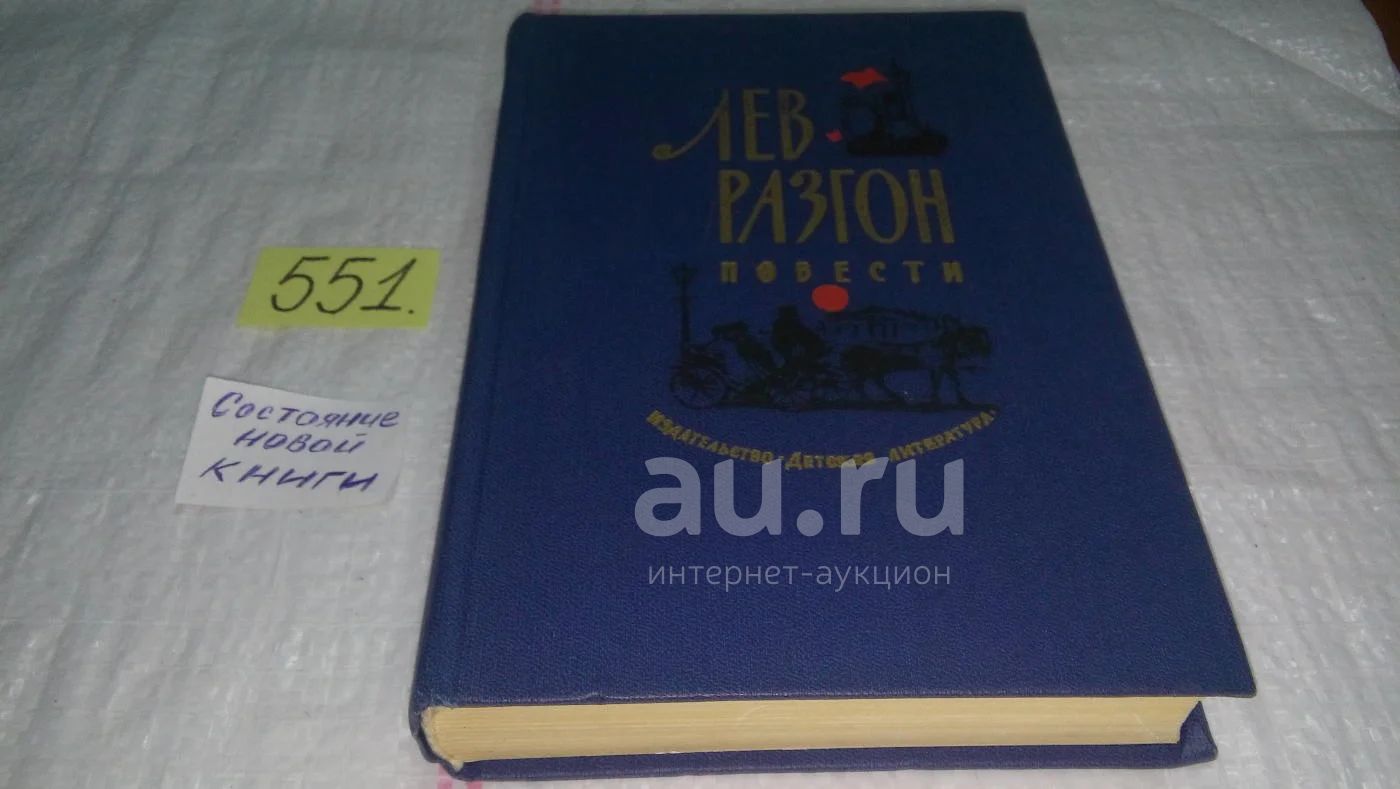 ЛЕВ
РАЗГОН
ПОВЕСТИ
ИЗДАТЕЛЬСТВО·ДЕТСКАЯ ЛИТЕРАТУРА·
551.
Состояние
новой
книги
au.ru
интернет-аукцион